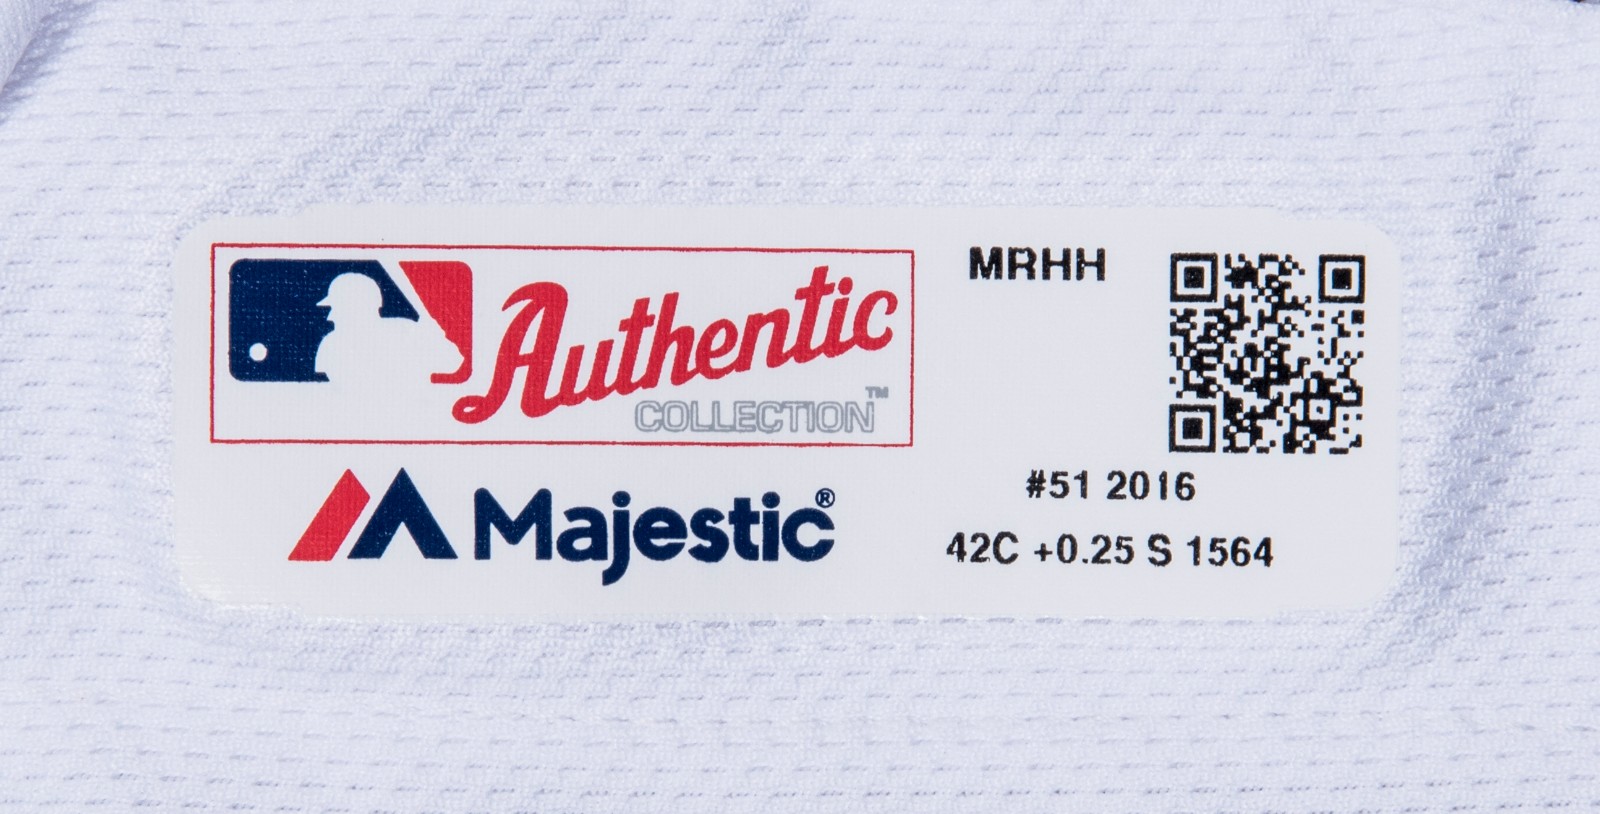 Authentic
COLLECTION™
Majestic®
MRHH
#51 2016
42C +0.25 S 1564